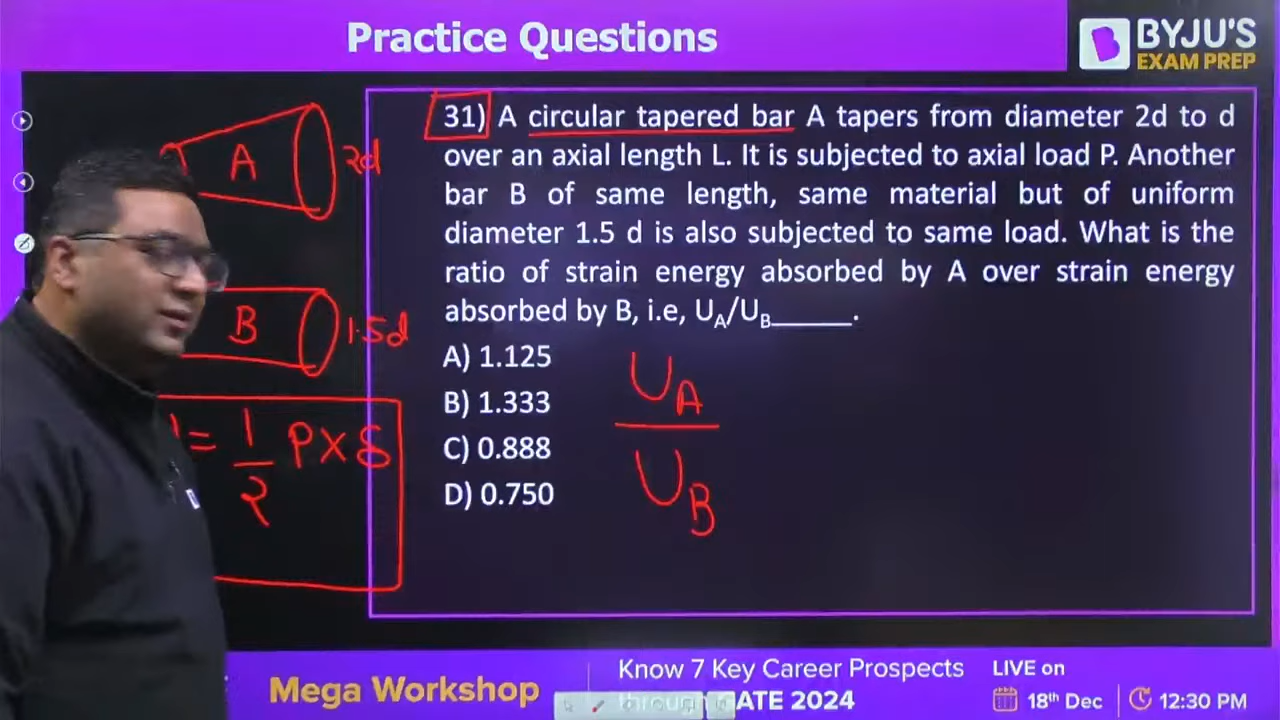 Practice Questions
BYJU'S
EXAM PREP
31) A circular tapered bar A tapers from diameter 2d to d
over an axial length L. It is subjected to axial load P. Another
bar B of same length, same material but of uniform
diameter 1.5 d is also subjected to same load. What is the
ratio of strain energy absorbed by A over strain energy
absorbed by B, i.e, UA/UB_____.
A) 1.125
B) 1.333
C) 0.888
D) 0.750
A
2d
B
1.5d
= 1/2 P × δ
UA
UB
Mega Workshop
Know 7 Key Career Prospects
through GATE 2024
LIVE on
18th Dec
12:30 PM